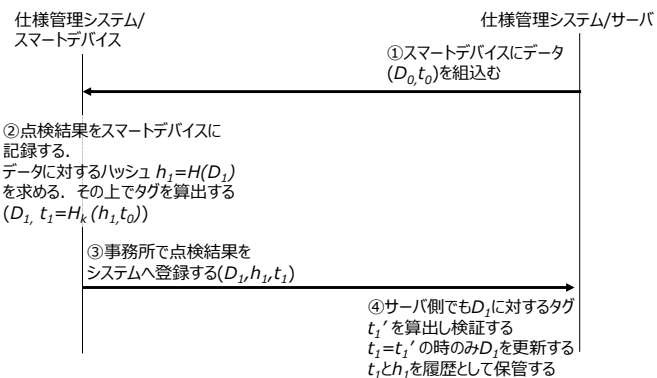 仕様管理システム/
スマートデバイス
仕様管理システム/サーバ
①スマートデバイスにデータ
(D0,t0)を組込む
②点検結果をスマートデバイスに
記録する.
データに対するハッシュ h1=H(D1)
を求める. その上でタグを算出する
(D1, t1=Hk (h1,t0))
③事務所で点検結果を
システムへ登録する(D1,h1,t1)
④サーバ側でもD1に対するタグ
t1′ を算出し検証する
t1=t1′ の時のみD1を更新する
t1とh1を履歴として保管する